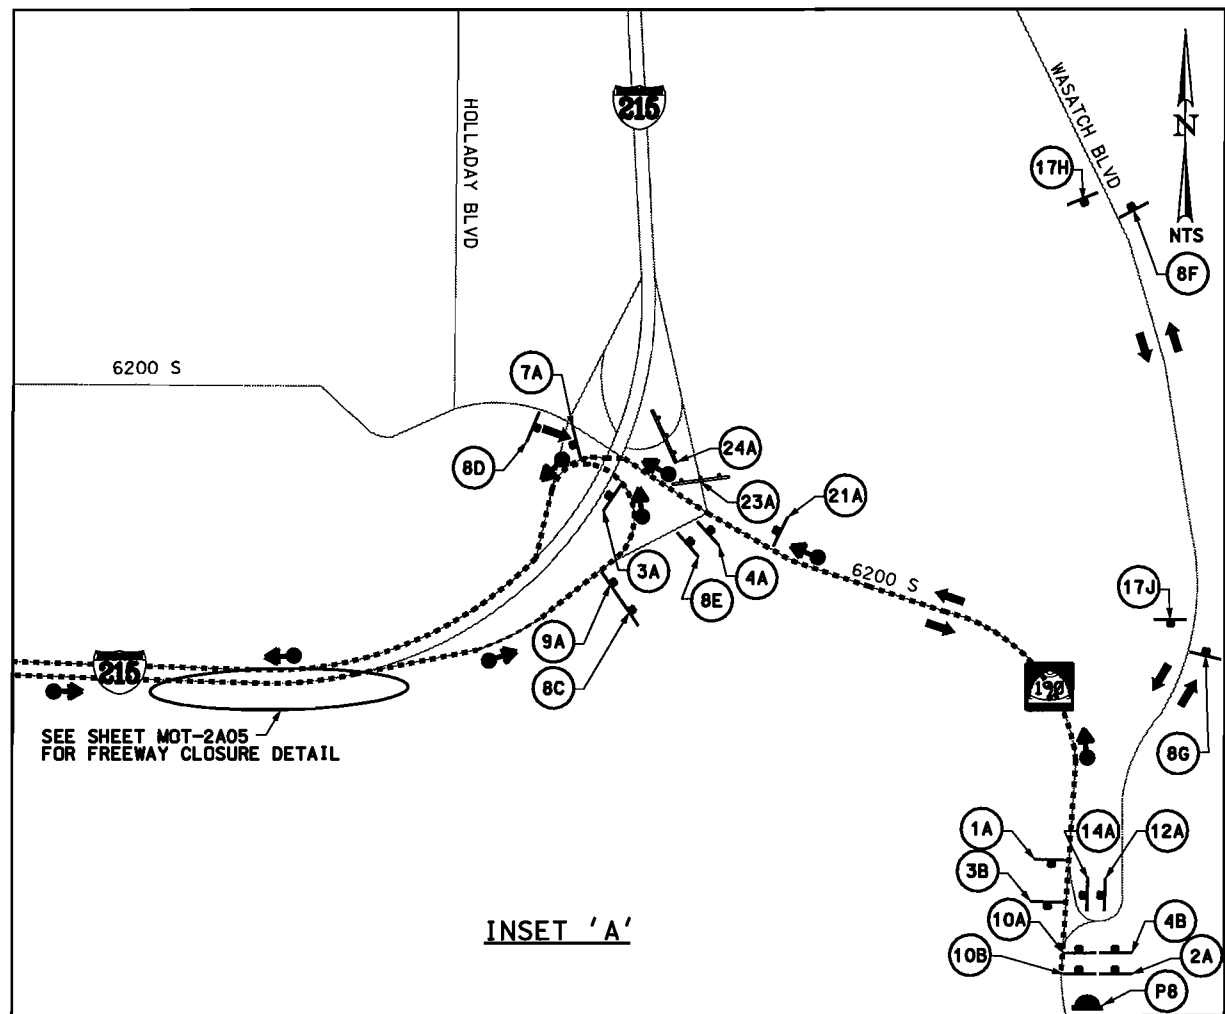 215
HOLLADAY BLVD
WASATCH BLVD
N
NTS
17H
8F
6200 S
7A
8D
24A
23A
21A
3A
8E
4A
6200 S
17J
9A
8C
215
190
8G
SEE SHEET MOT-2A05
FOR FREEWAY CLOSURE DETAIL
1A
14A
12A
3B
10A
4B
10B
2A
P8
INSET 'A'